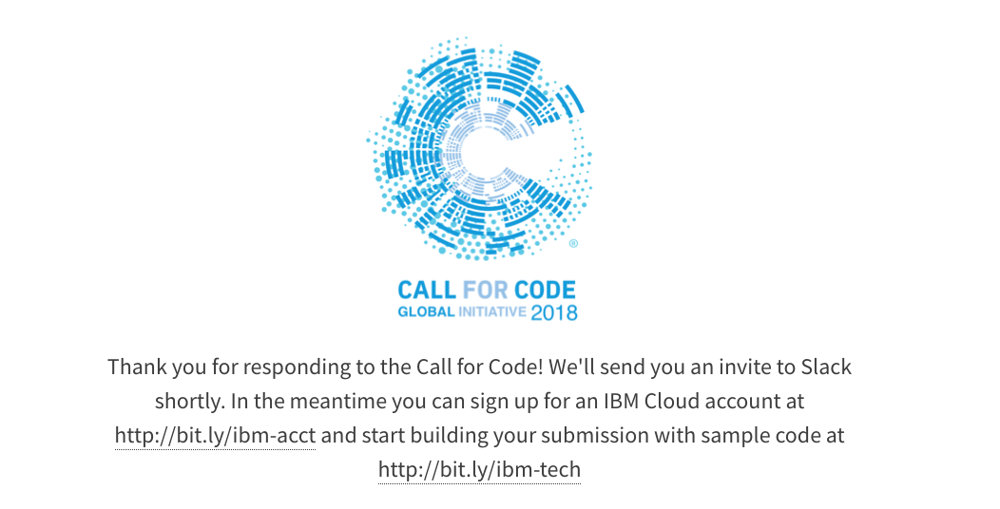 ®
CALL FOR CODE
GLOBAL INITIATIVE 2018
Thank you for responding to the Call for Code! We'll send you an invite to Slack
shortly. In the meantime you can sign up for an IBM Cloud account at
http://bit.ly/ibm-acct and start building your submission with sample code at
http://bit.ly/ibm-tech